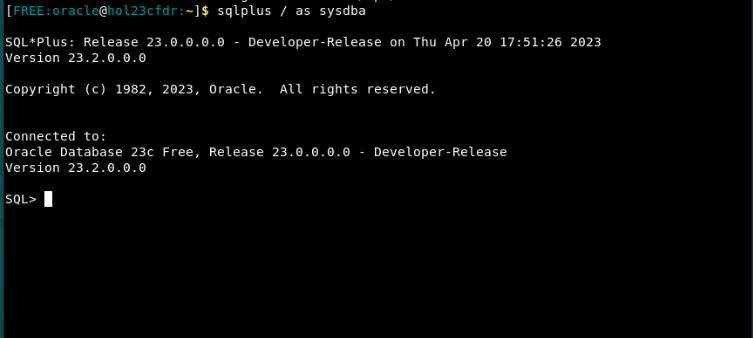 [FREE:oracle@hol23cfdr:~]$ sqlplus / as sysdba
SQL*Plus: Release 23.0.0.0.0 - Developer-Release on Thu Apr 20 17:51:26 2023
Version 23.2.0.0.0
Copyright (c) 1982, 2023, Oracle.  All rights reserved.
Connected to:
Oracle Database 23c Free, Release 23.0.0.0.0 - Developer-Release
Version 23.2.0.0.0
SQL>